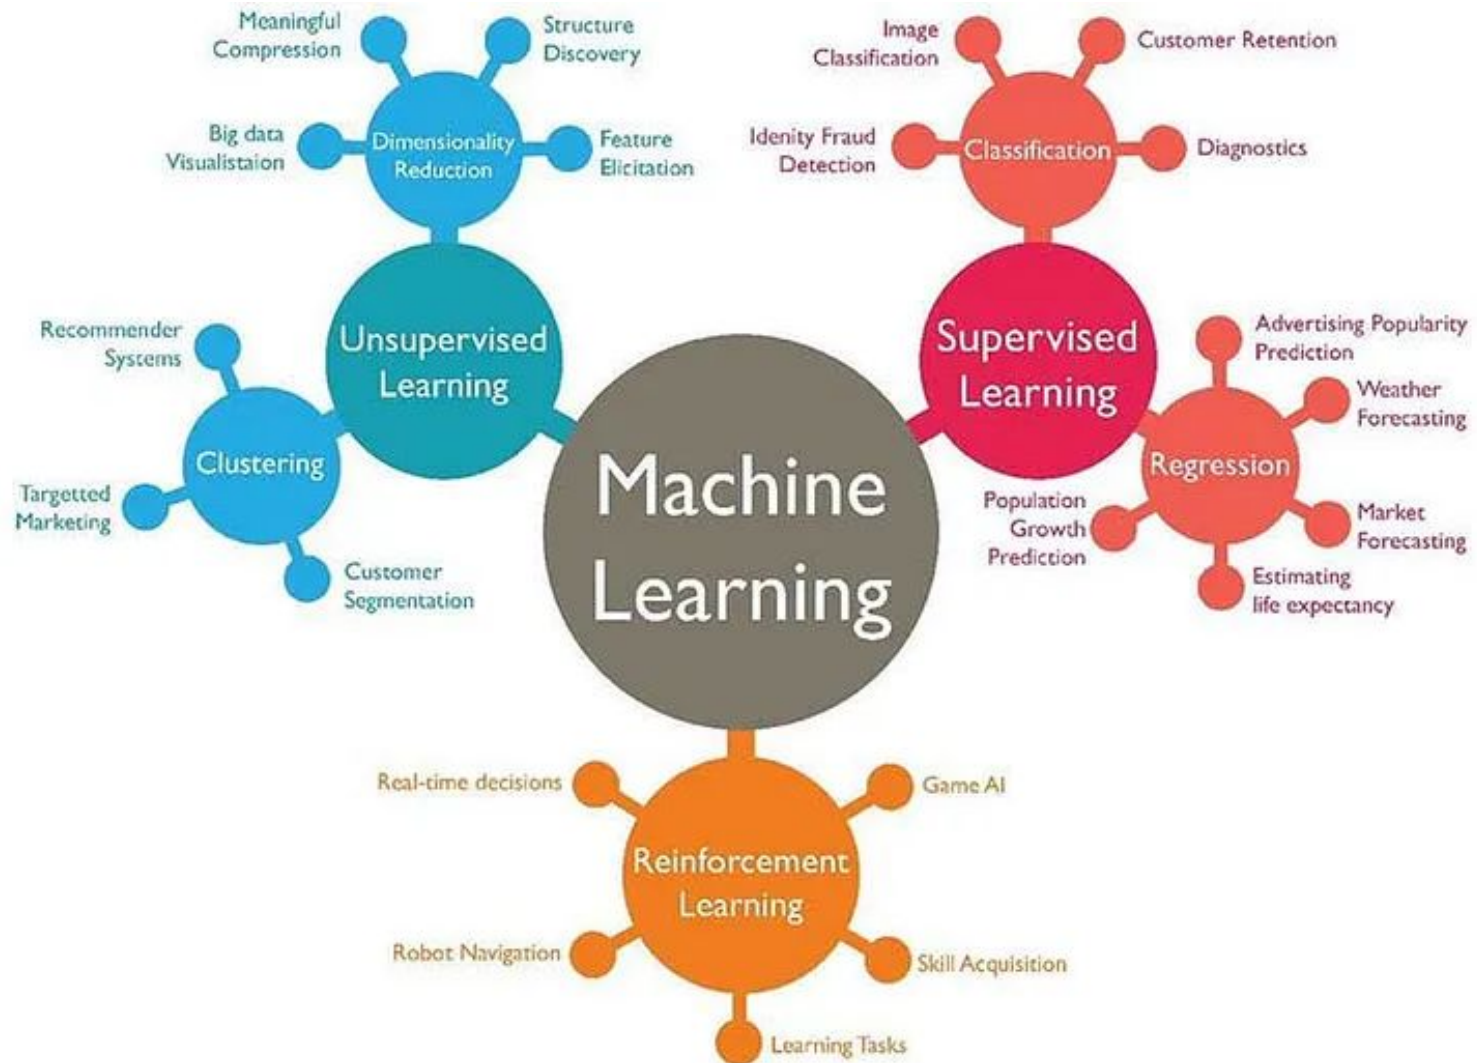 Meaningful
Compression
Structure
Discovery
Big data
Visualistaion
Dimensionality
Reduction
Feature
Elicitation
Image
Classification
Customer Retention
Idenity Fraud
Detection
Classification
Diagnostics
Unsupervised
Learning
Recommender
Systems
Clustering
Targetted
Marketing
Customer
Segmentation
Supervised
Learning
Advertising Popularity
Prediction
Weather
Forecasting
Regression
Population
Growth
Prediction
Market
Forecasting
Estimating
life expectancy
Machine
Learning
Real-time decisions
Game AI
Reinforcement
Learning
Robot Navigation
Skill Acquisition
Learning Tasks